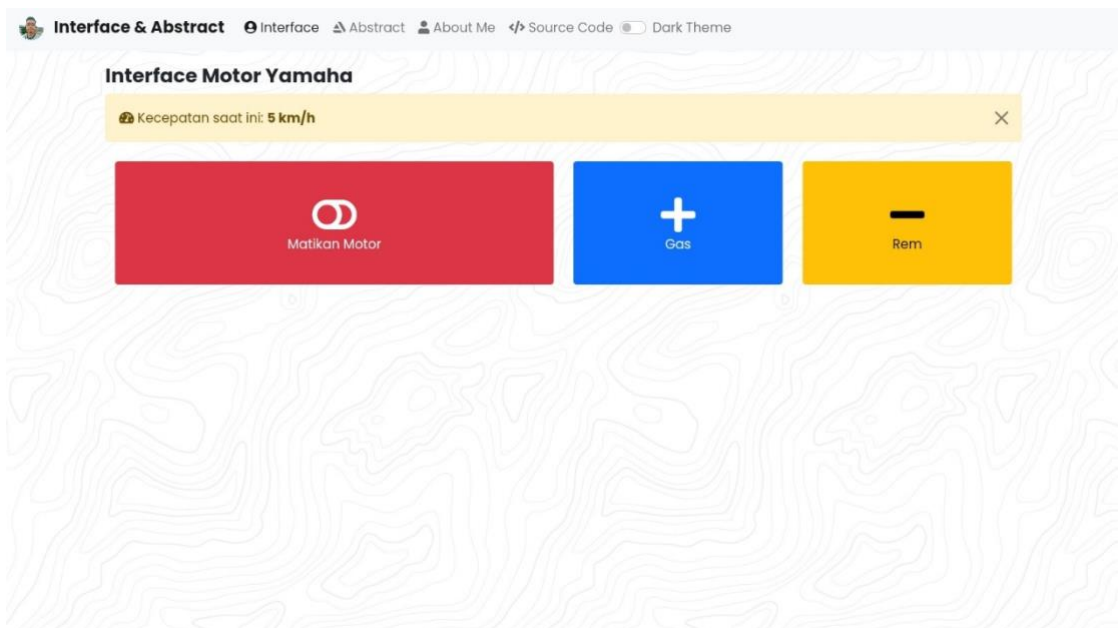 Interface & Abstract Interface Abstract About Me Source Code Dark Theme
Interface Motor Yamaha
Kecepatan saat ini: 5 km/h
Matikan Motor
Gas
Rem